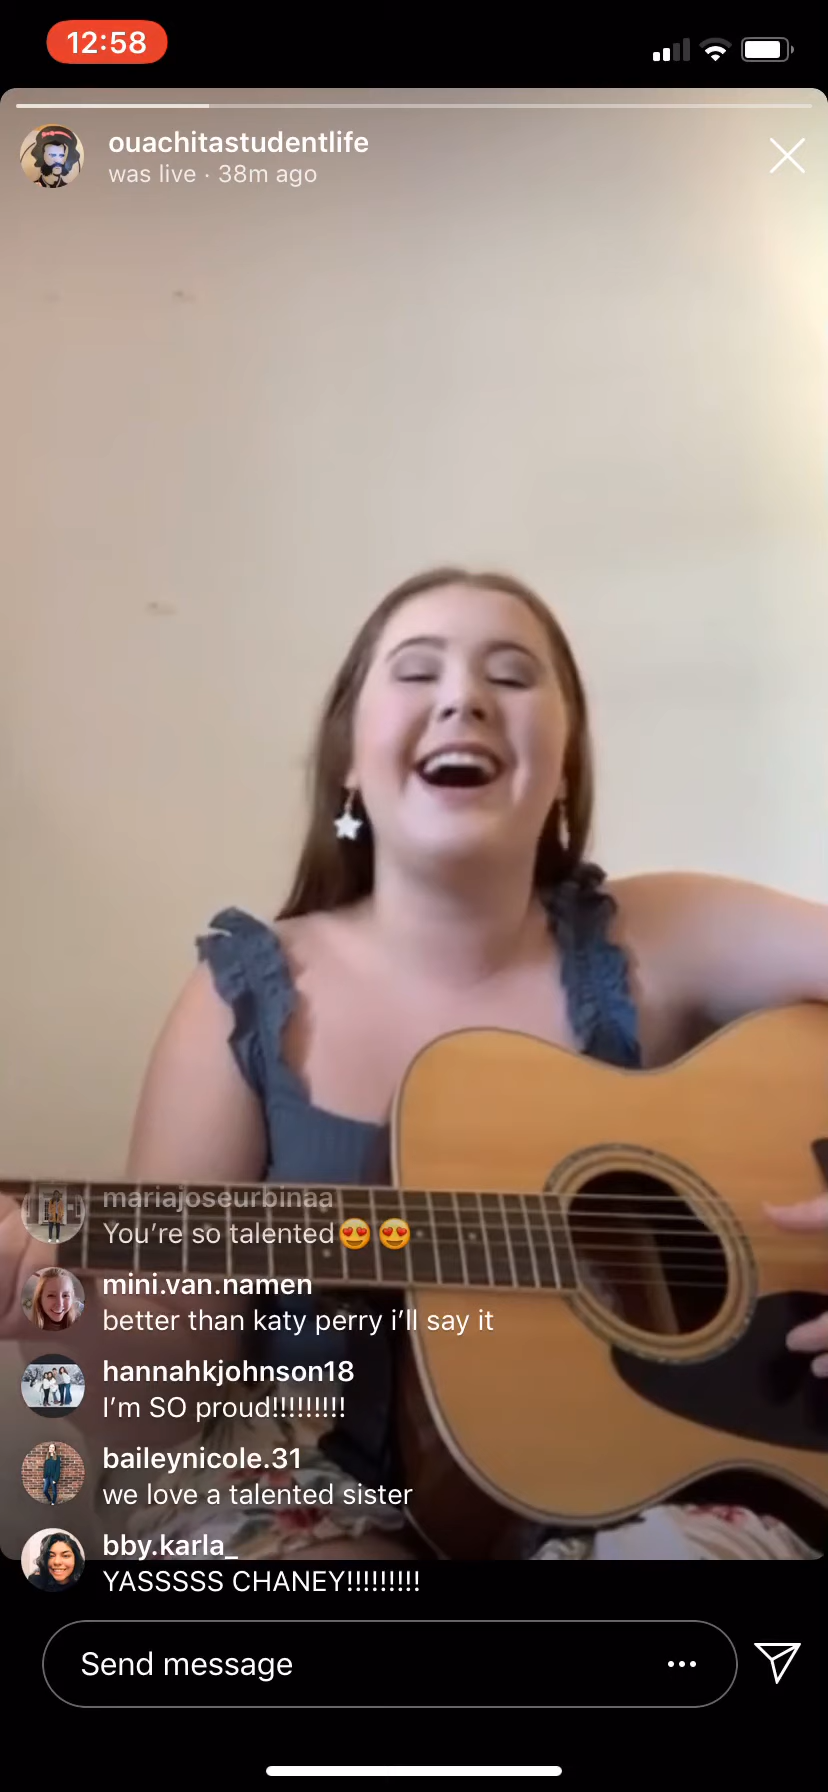 12:58
ouachitastudentlife
was live · 38m ago
mariajoseurbinaa
You're so talented😍😍
mini.van.namen
better than katy perry i'll say it
hannahkjohnson18
I'm SO proud!!!!!!!!!
baileynicole.31
we love a talented sister
bby.karla_
YASSSSS CHANEY!!!!!!!!!
Send message